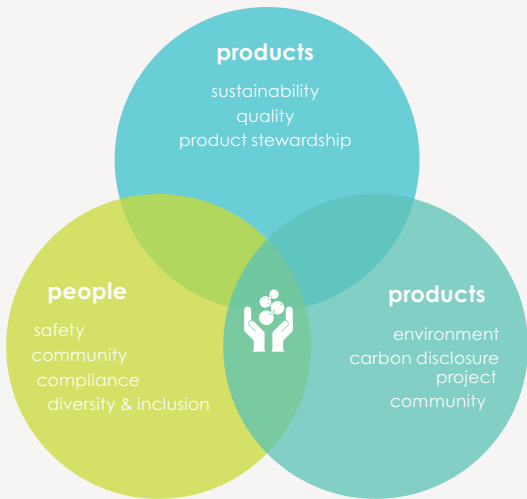 products
sustainability
quality
product stewardship
people
safety
community
compliance
diversity & inclusion
products
environment
carbon disclosure
project
community